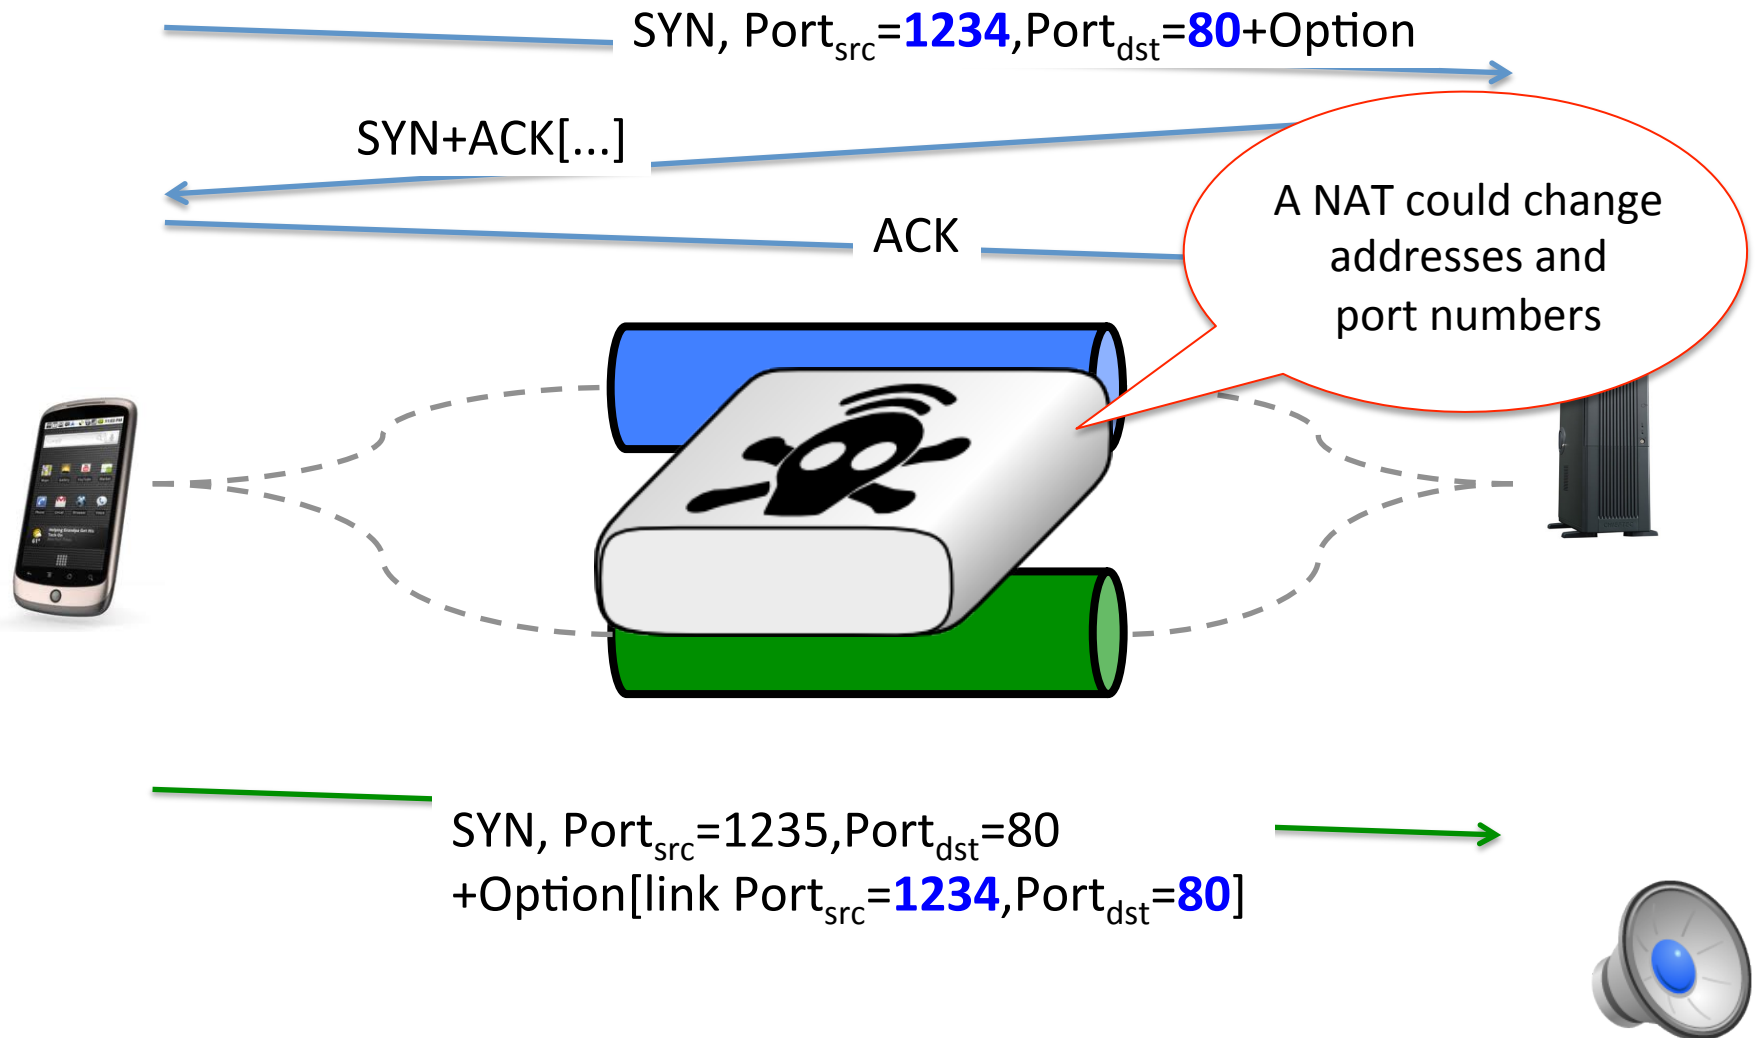 SYN, Portsrc=1234,Portdst=80+Option
SYN+ACK[...]
ACK
A NAT could change
addresses and
port numbers
SYN, Portsrc=1235,Portdst=80
+Option[link Portsrc=1234,Portdst=80]